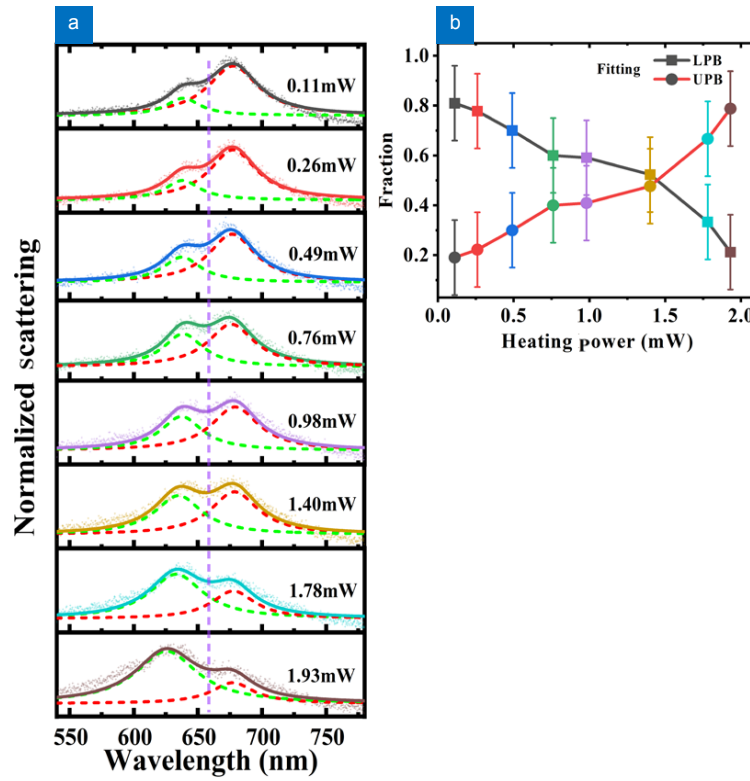 a
0.11mW
0.26mW
0.49mW
0.76mW
0.98mW
1.40mW
1.78mW
1.93mW
Normalized scattering
550 600 650 700 750
Wavelength (nm)
b
Fitting
LPB
UPB
1.0
0.8
0.6
0.4
0.2
Fraction
0.0 0.5 1.0 1.5 2.0
Heating power (mW)